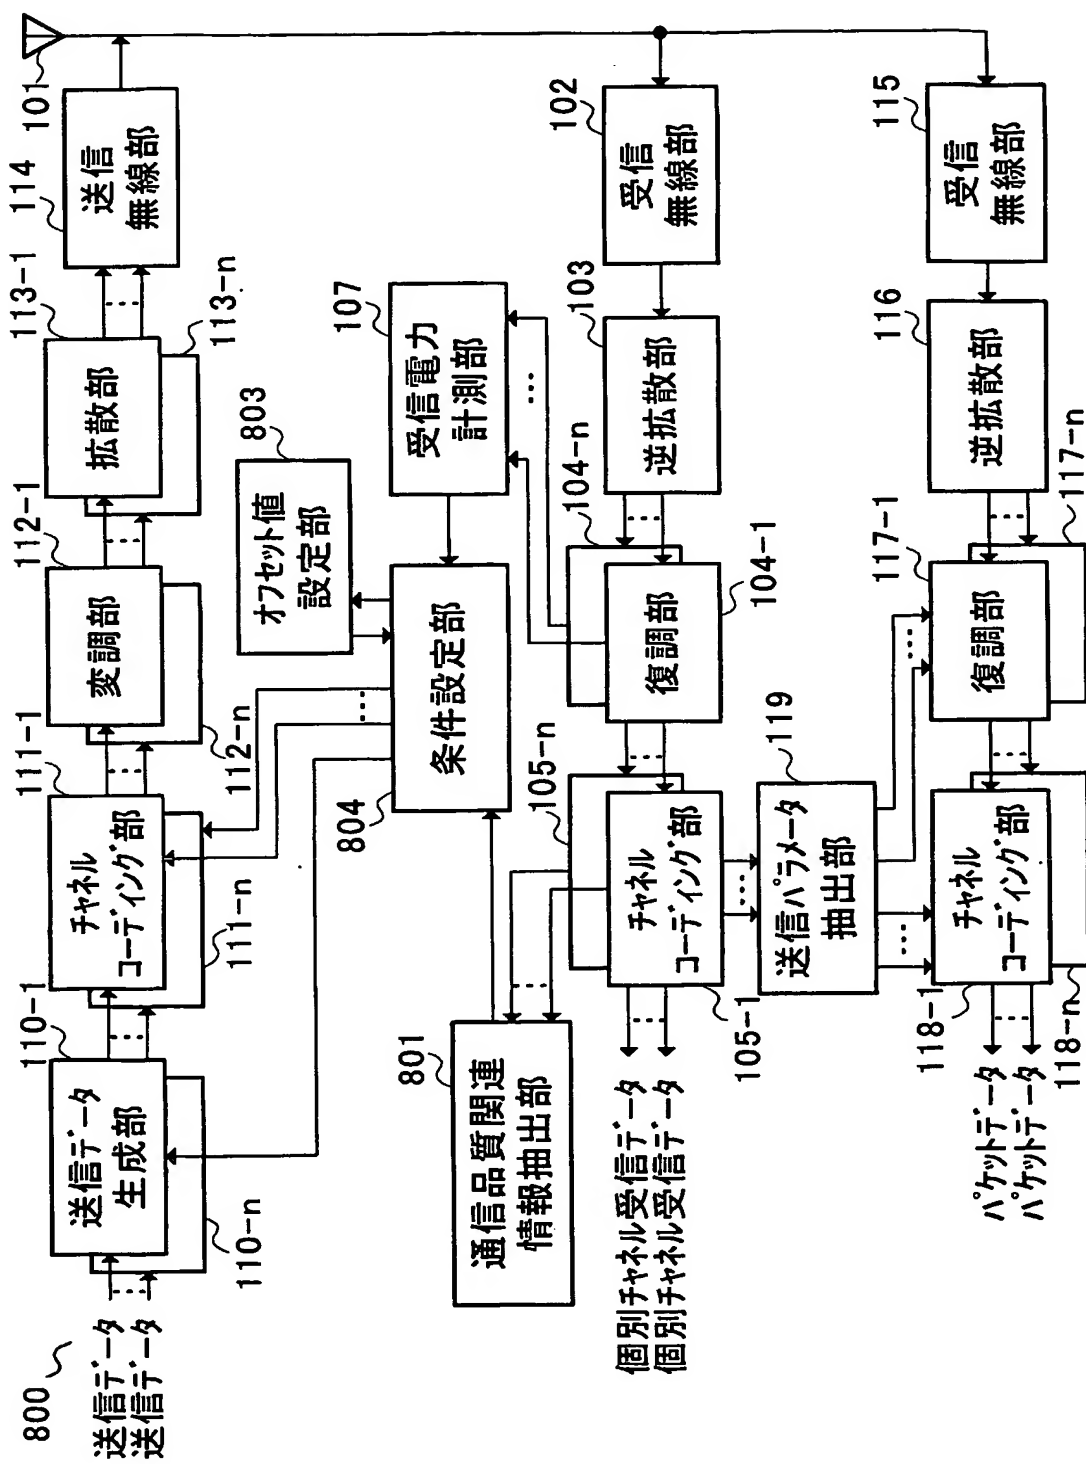 800
送信データ
送信データ
110-1
送信データ
生成部
110-n
111-1
チャネル
コーディング部
111-n
112-1
変調部
112-n
113-1
拡散部
113-n
114
送信
無線部
101
803
オフセット値
設定部
107
受信電力
計測部
804
条件設定部
801
通信品質関連
情報抽出部
102
受信
無線部
103
逆拡散部
104-n
復調部
104-1
105-n
チャネル
コーディング部
105-1
個別チャネル受信データ
個別チャネル受信データ
119
送信パラメータ
抽出部
115
受信
無線部
116
逆拡散部
117-1
復調部
117-n
チャネル
コーディング部
118-1
118-n
パケットデータ
パケットデータ